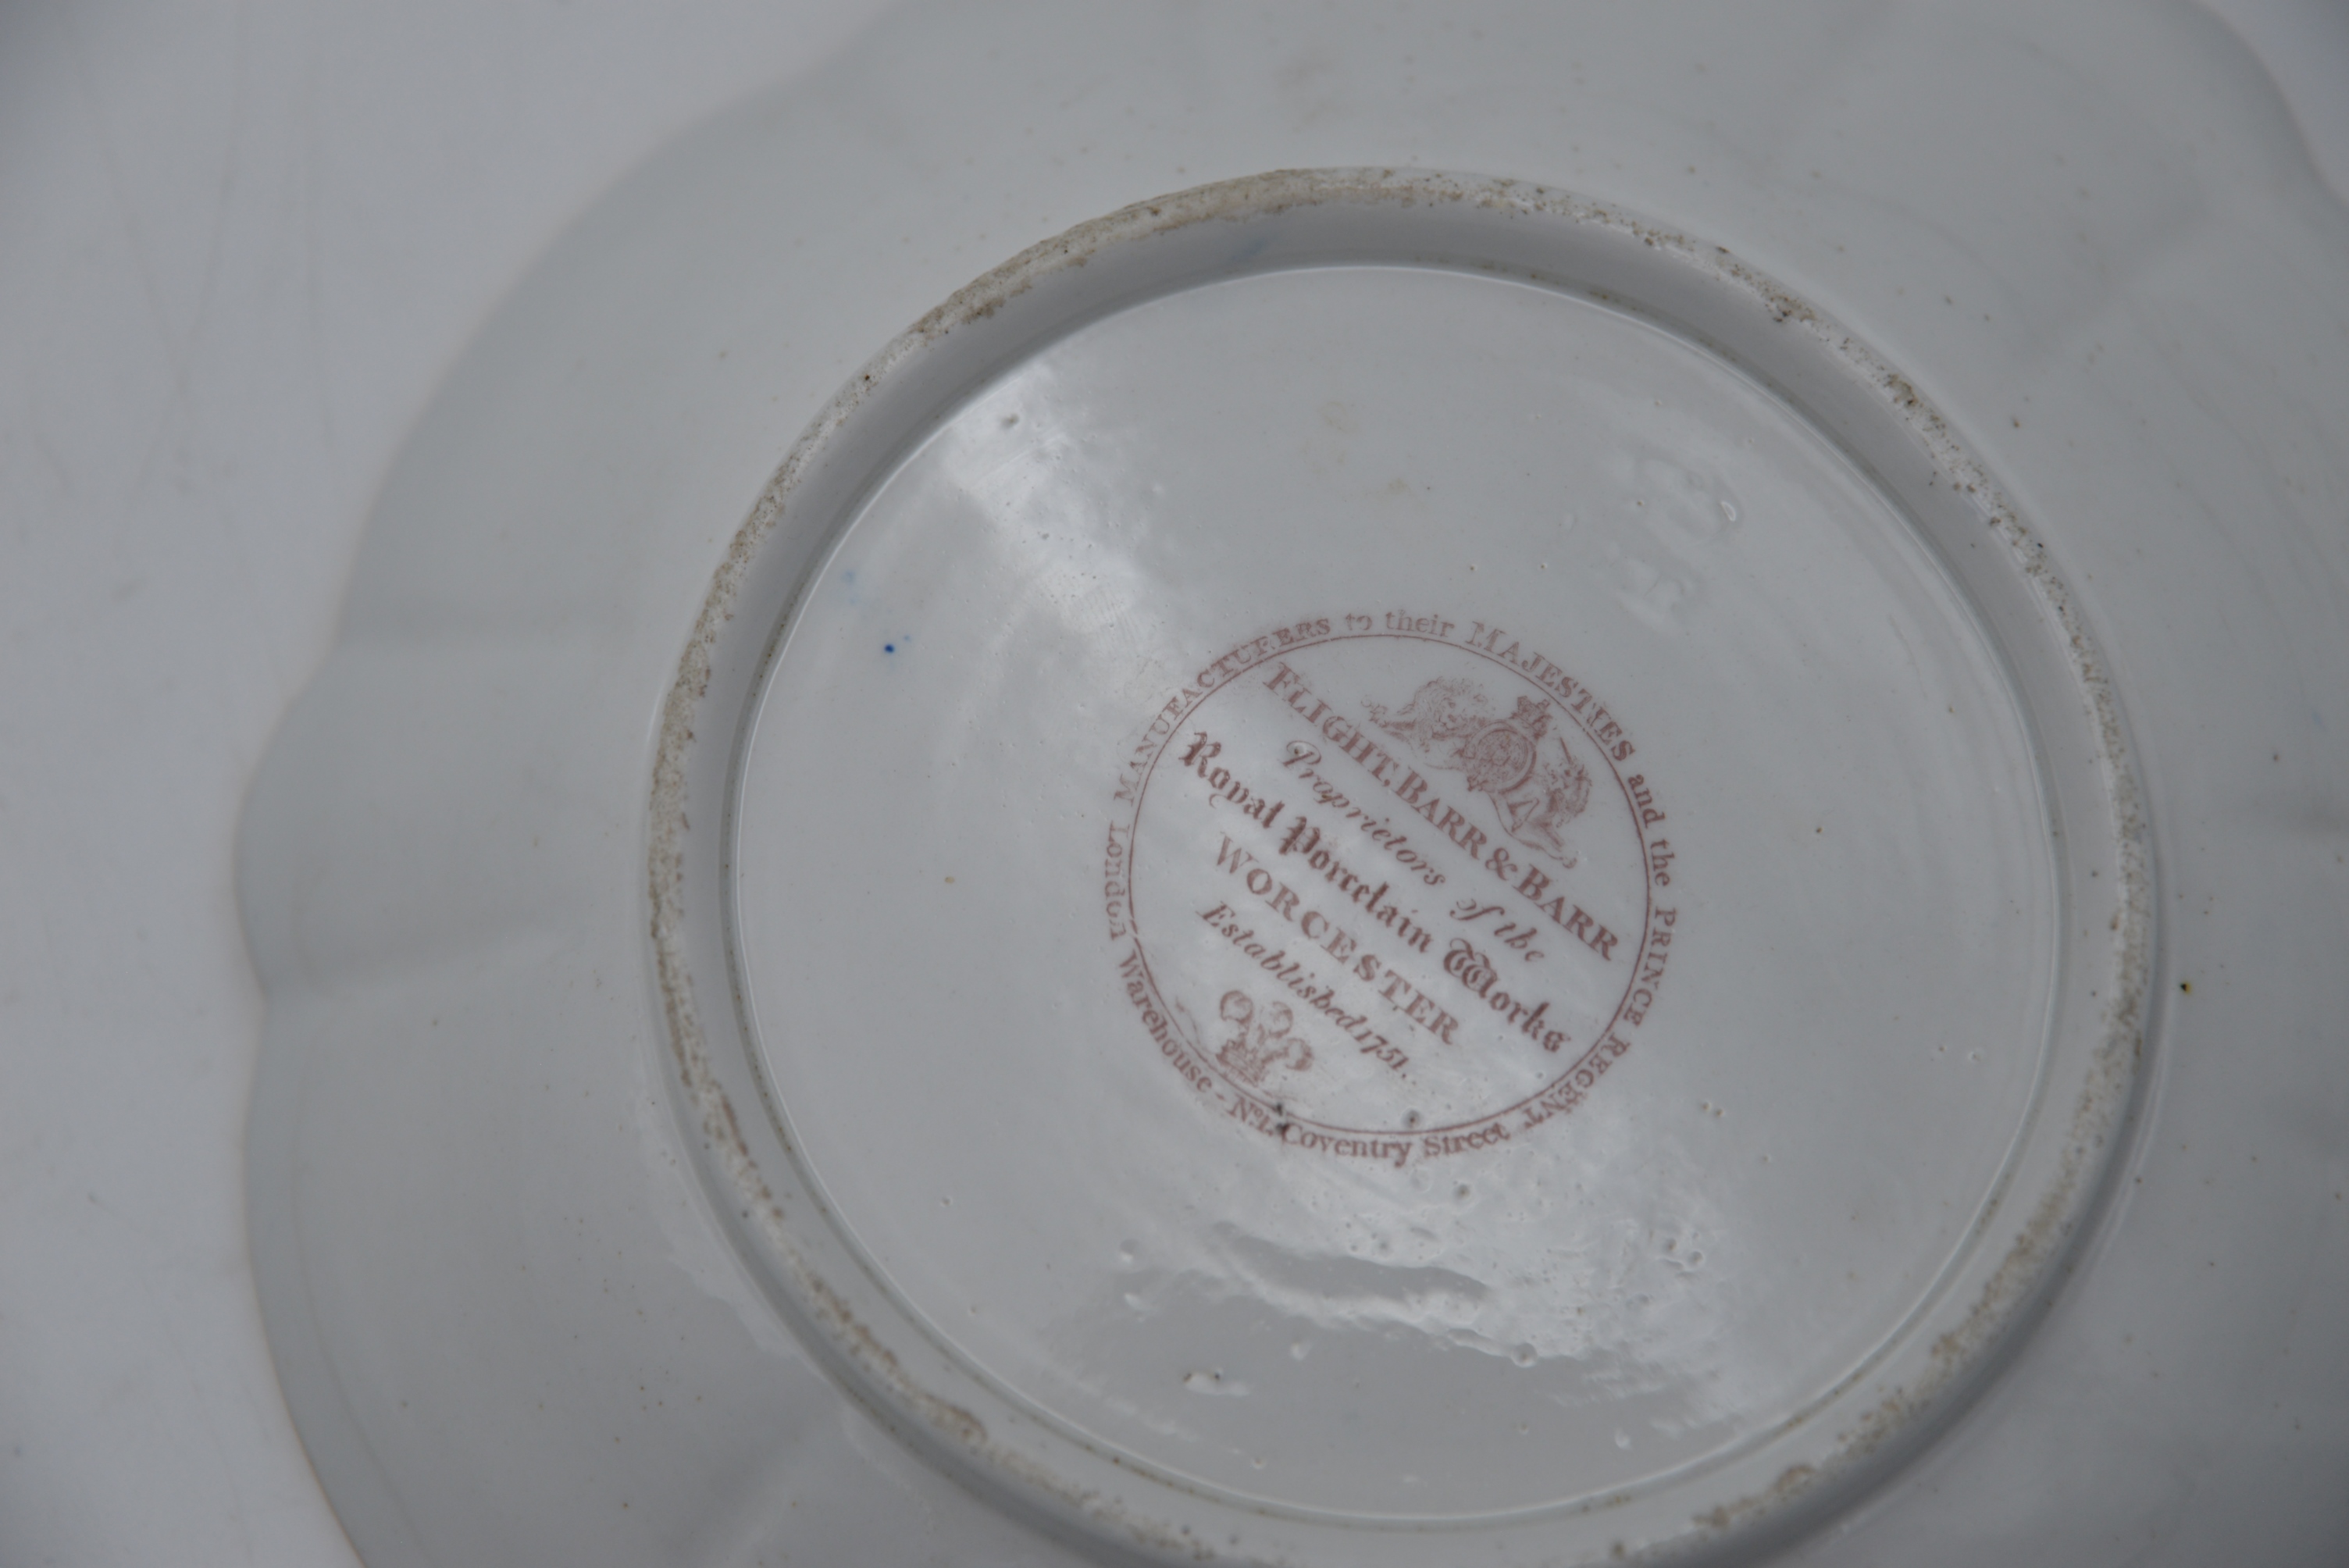 MANUFACTURERS to their MAJESTIES and the PRINCE REGENT
FLIGHT, BARR & BARR
Proprietors of the
Royal Porcelain Works
WORCESTER
Established 1751.
London Warehouse - No. 1, Coventry Street